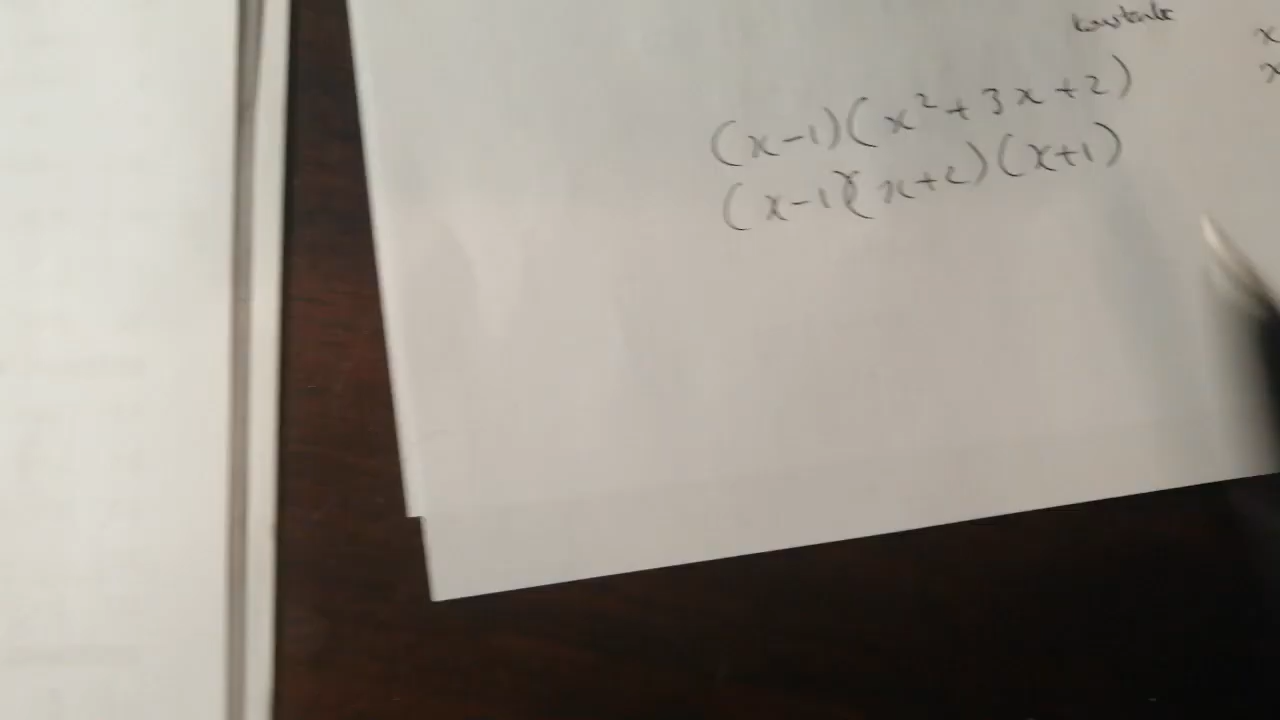 x
x
(x-1)(x²+3x+2)
(x-1)(x+2)(x+1)